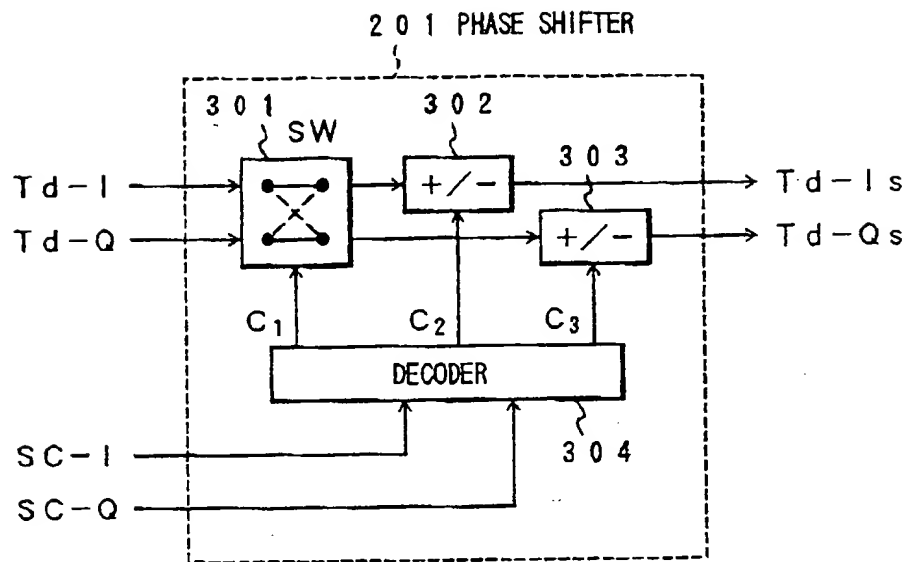 201 PHASE SHIFTER
301
SW
302
303
Td-I
Td-Q
+/-
+/-
Td-Is
Td-Qs
C1
C2
C3
DECODER
304
SC-I
SC-Q